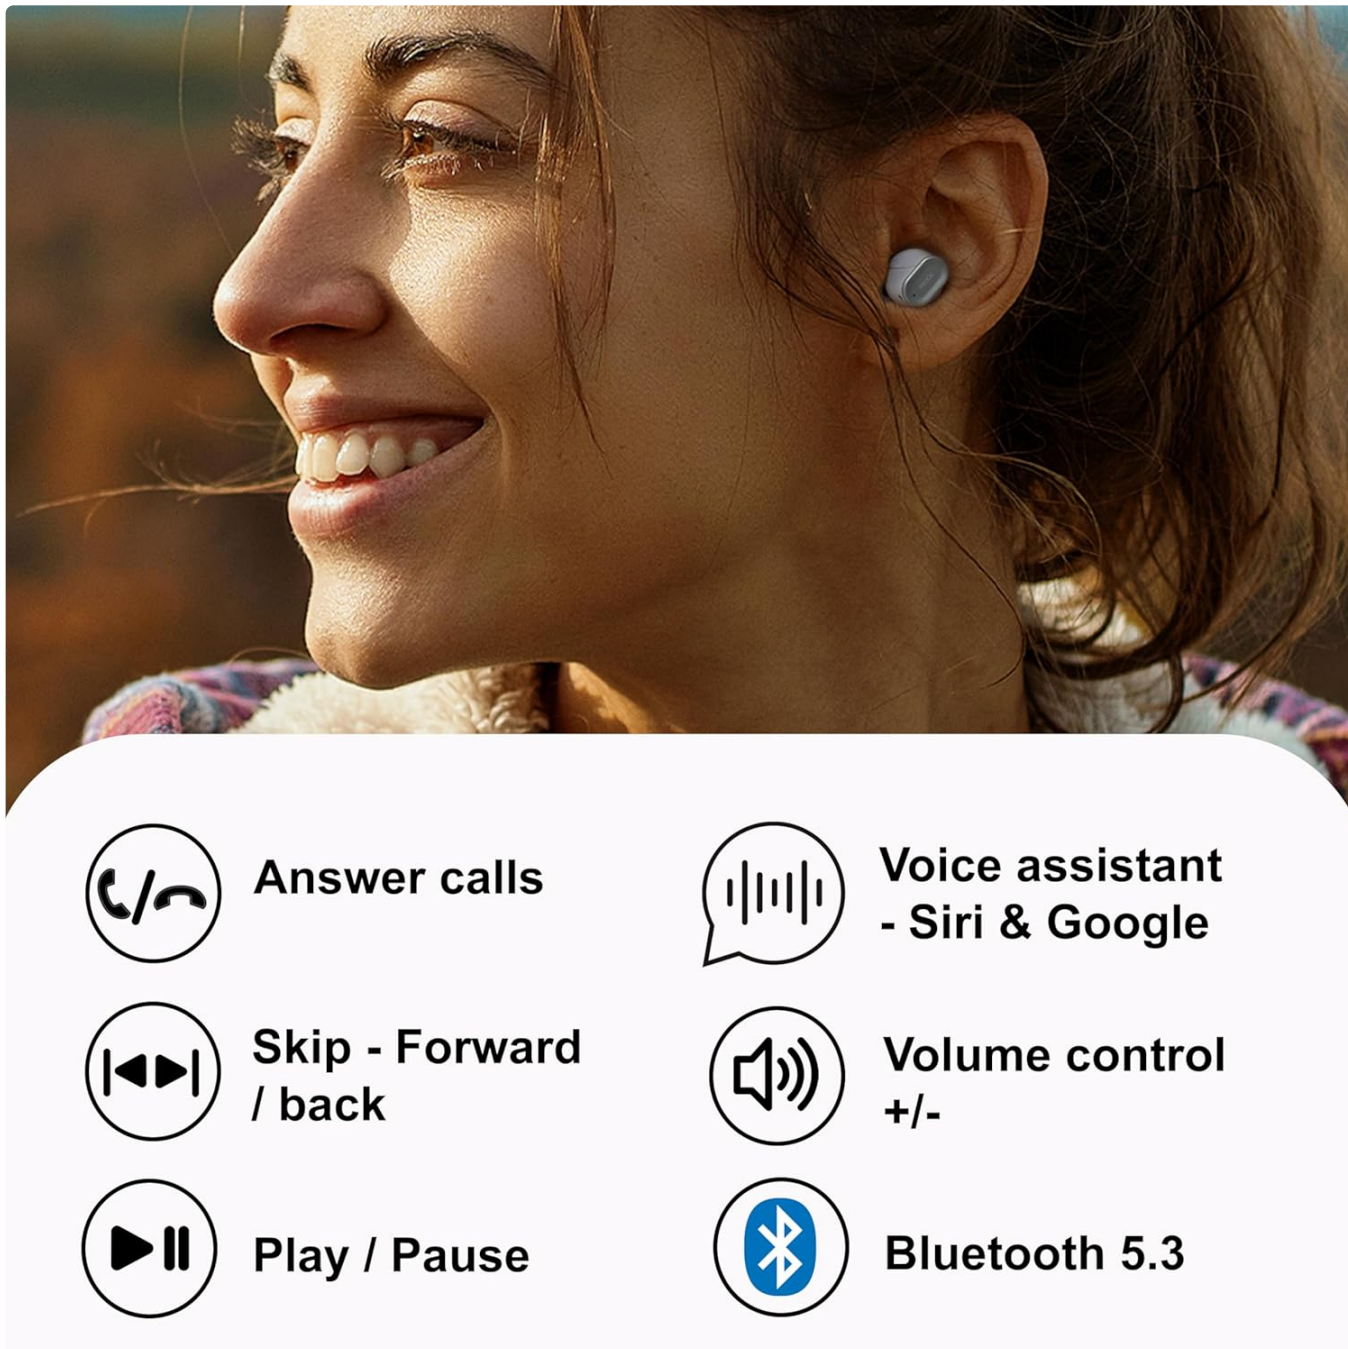 Answer calls
Voice assistant
- Siri & Google
Skip - Forward
/ back
Volume control
+/-
Play / Pause
Bluetooth 5.3